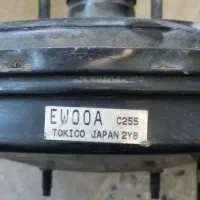 EW00A C255
TOKICO JAPAN 2Y8